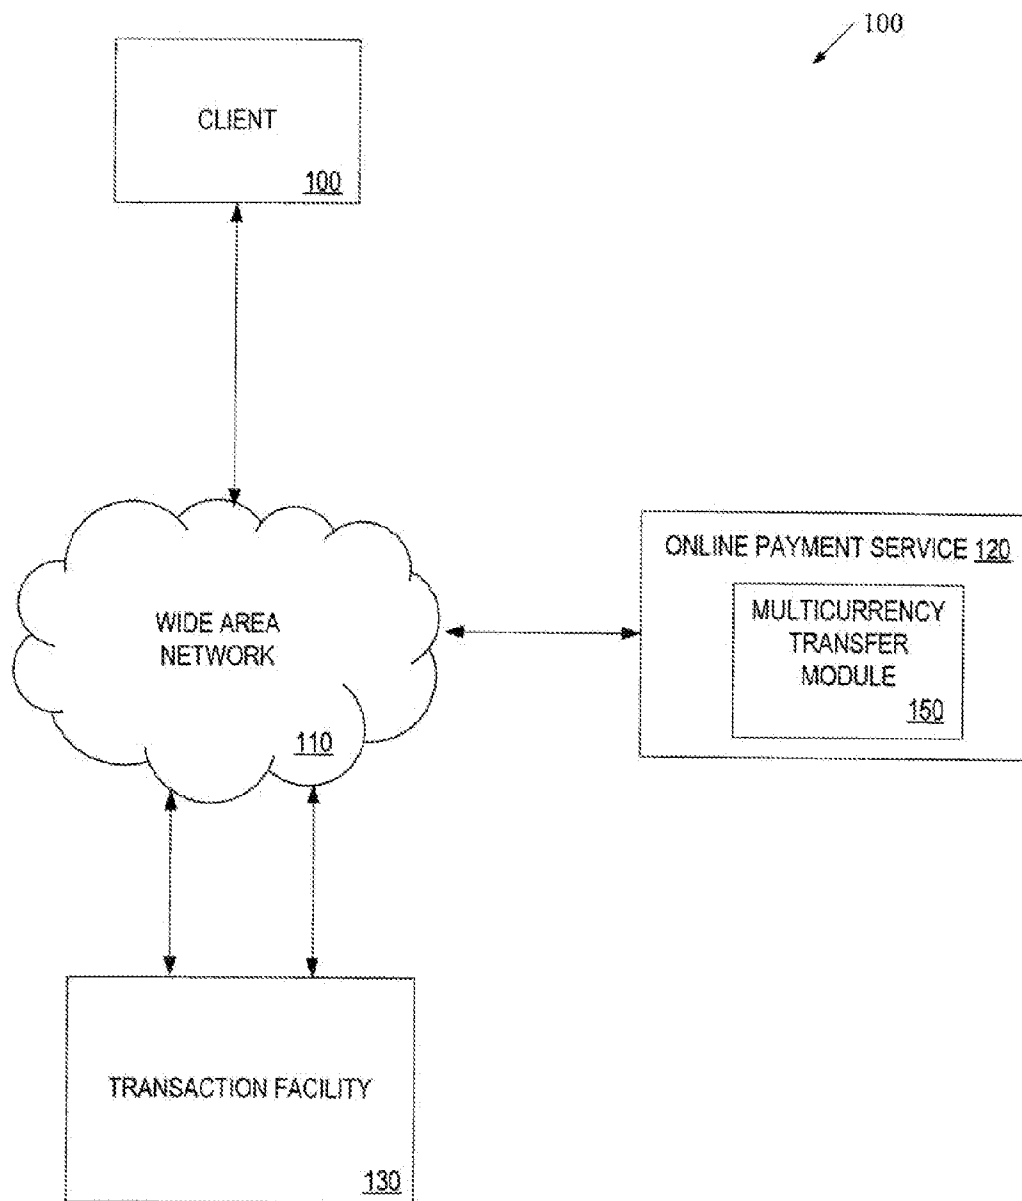 100
CLIENT
100
WIDE AREA
NETWORK
110
ONLINE PAYMENT SERVICE 120
MULTICURRENCY
TRANSFER
MODULE
150
TRANSACTION FACILITY
130